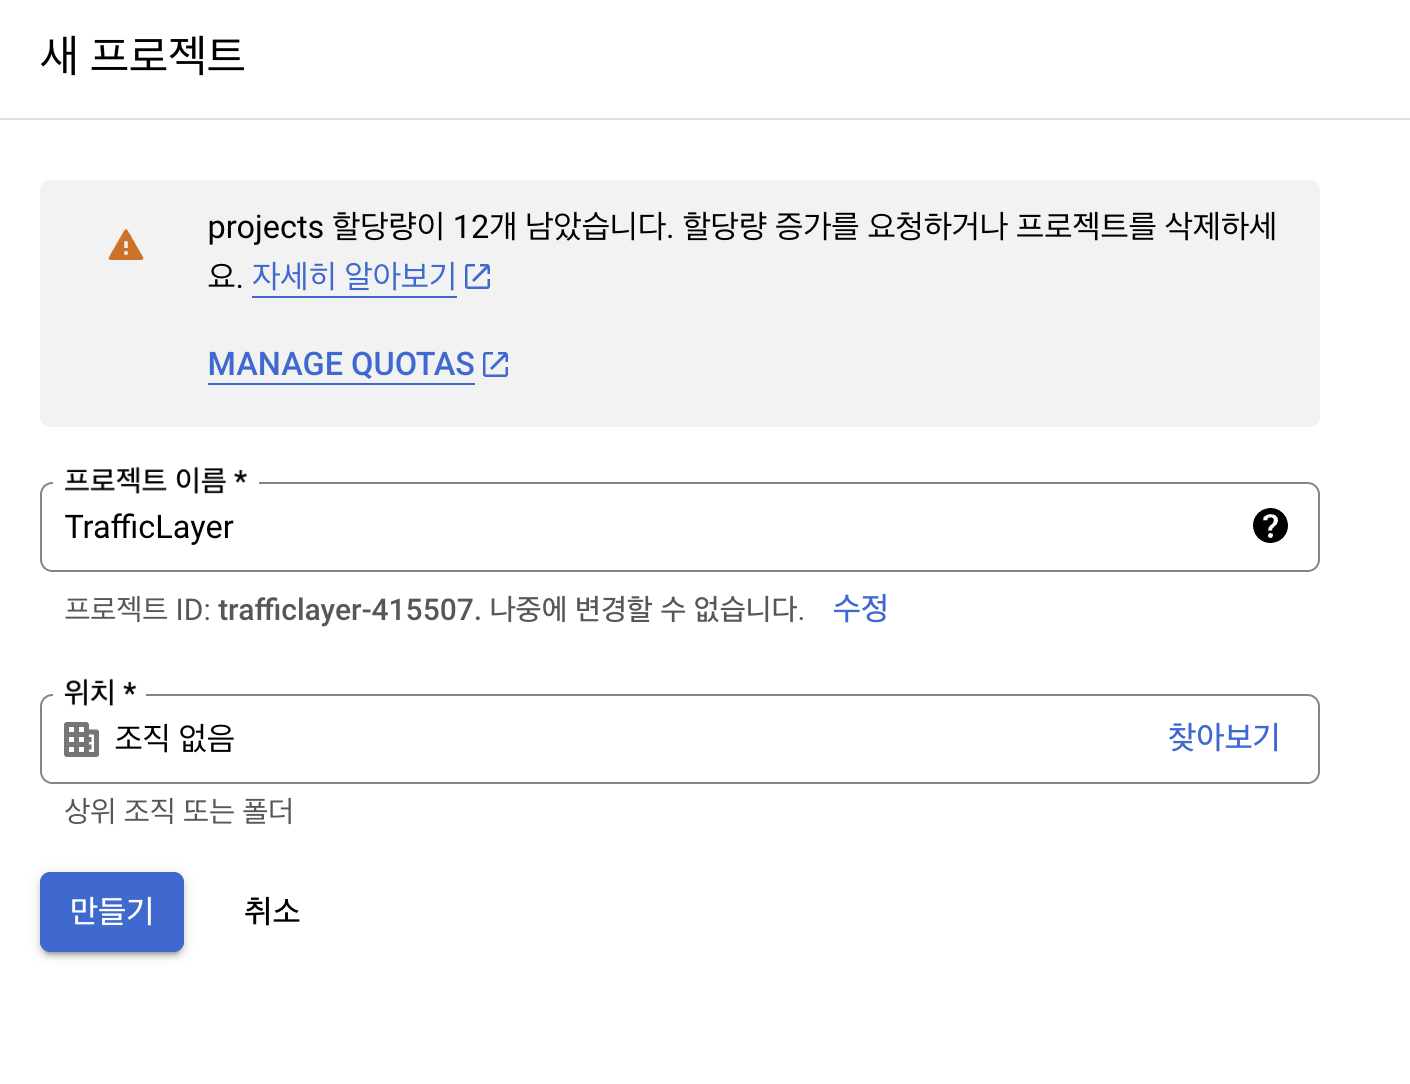 새 프로젝트
projects 할당량이 12개 남았습니다. 할당량 증가를 요청하거나 프로젝트를 삭제하세
요. 자세히 알아보기
MANAGE QUOTAS
프로젝트 이름 *
TrafficLayer
프로젝트 ID: trafficlayer-415507. 나중에 변경할 수 없습니다. 수정
위치 *
조직 없음 찾아보기
상위 조직 또는 폴더
만들기 취소